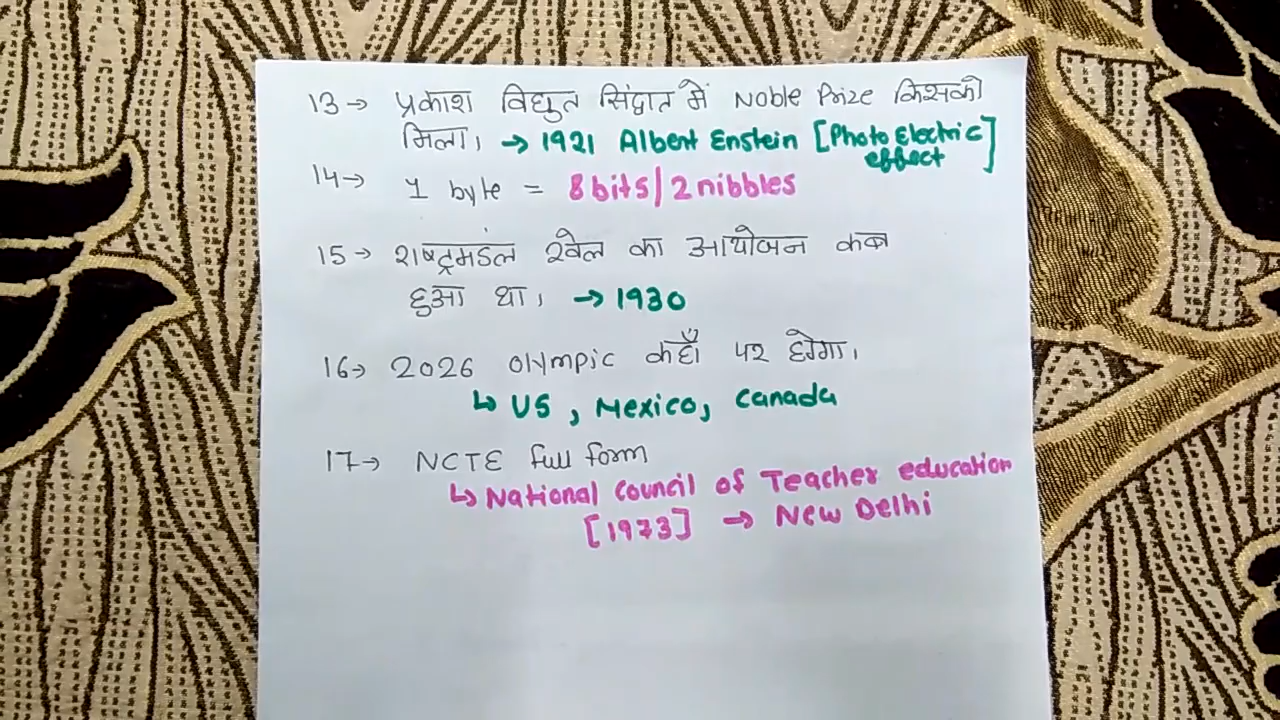 13→ प्रकाश विद्युत सिंद्वात में Noble Prize किसको
मिला। → 1921 Albert Enstein [Photo Electric effect]
14→ 1 byte = 8 bits / 2 nibbles
15→ राष्ट्रमंडल खेल का आयोजन कब
हुआ था। → 1930
16→ 2026 Olympic कहाँ पर होगा।
↳ US, Mexico, Canada
17→ NCTE full form
↳ National Council of Teacher education
[1973] → New Delhi